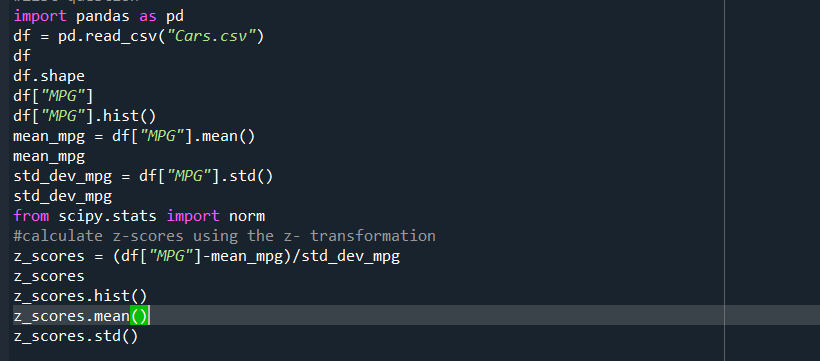 import pandas as pd
df = pd.read_csv("Cars.csv")
df
df.shape
df["MPG"]
df["MPG"].hist()
mean_mpg = df["MPG"].mean()
mean_mpg
std_dev_mpg = df["MPG"].std()
std_dev_mpg
from scipy.stats import norm
#calculate z-scores using the z- transformation
z_scores = (df["MPG"]-mean_mpg)/std_dev_mpg
z_scores
z_scores.hist()
z_scores.mean()
z_scores.std()